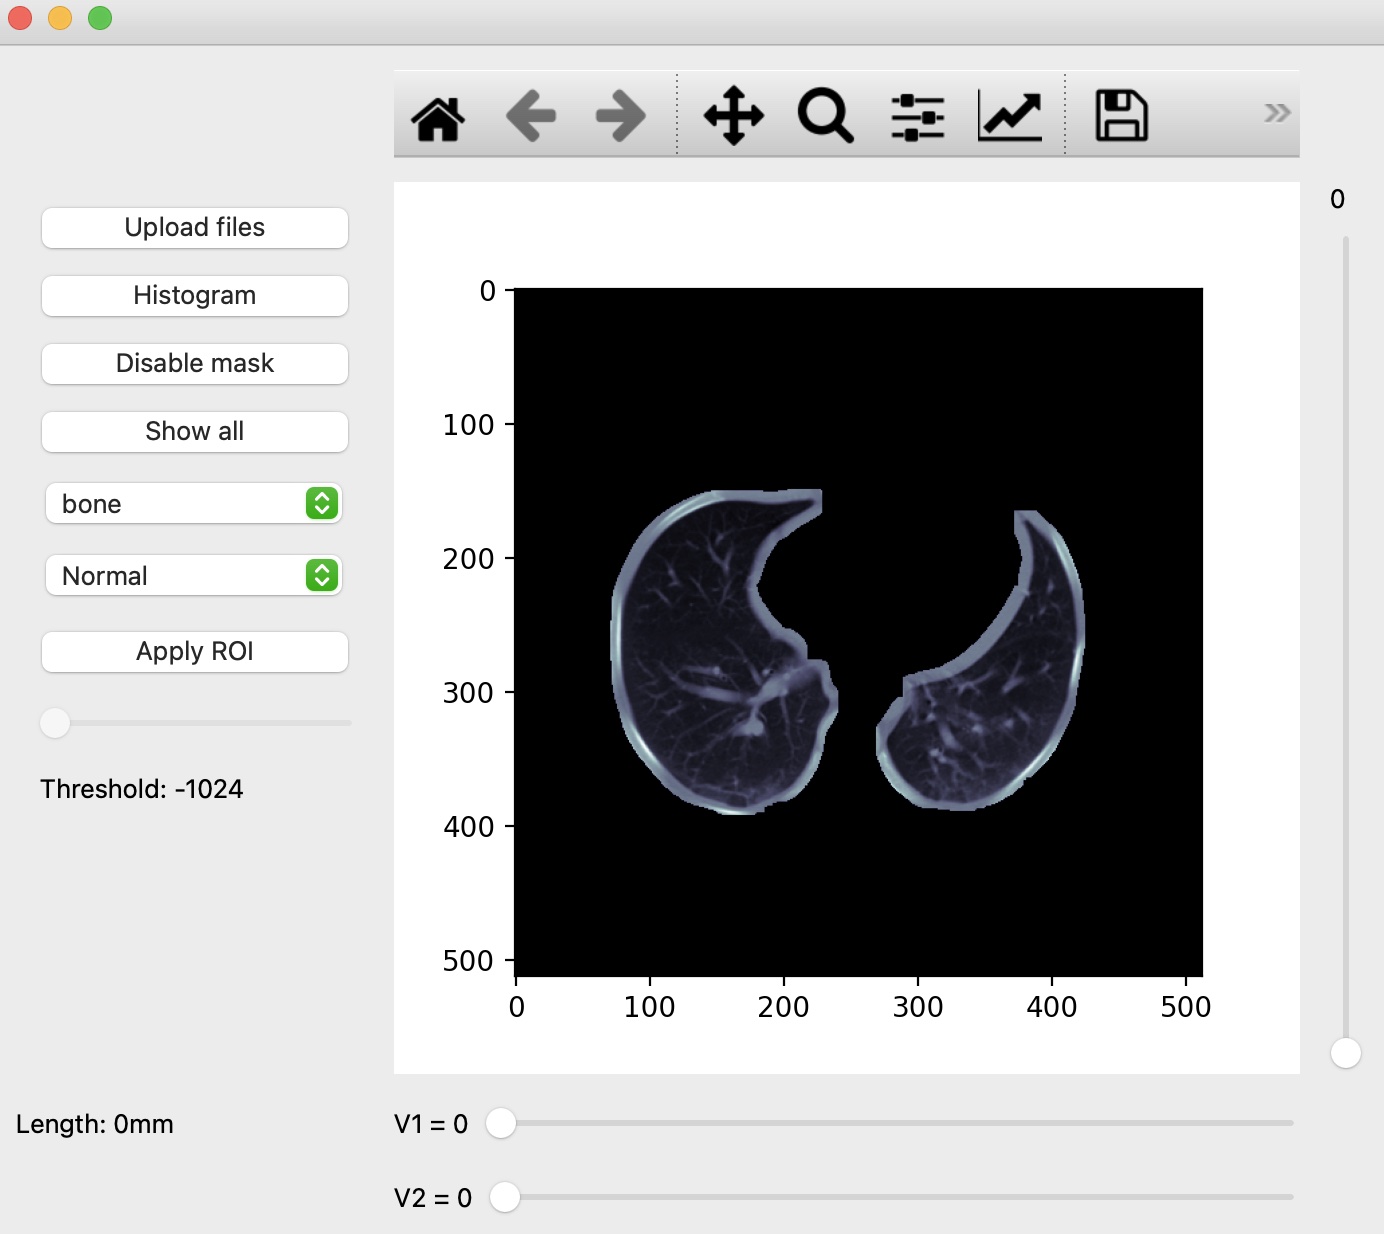 0
Upload files
Histogram
Disable mask
Show all
bone
Normal
Apply ROI
Threshold: -1024
0
100
200
300
400
500
0 100 200 300 400 500
Length: 0mm
V1 = 0
V2 = 0